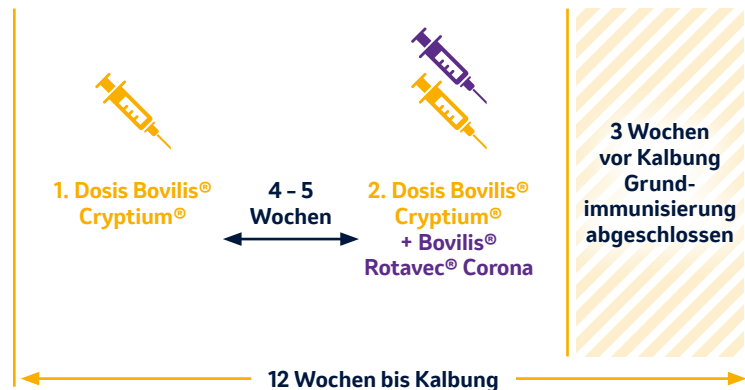 1. Dosis Bovilis®
Cryptium®
4 – 5
Wochen
2. Dosis Bovilis®
Cryptium®
+ Bovilis®
Rotavec® Corona
3 Wochen
vor Kalbung
Grund-
immunisierung
abgeschlossen
12 Wochen bis Kalbung